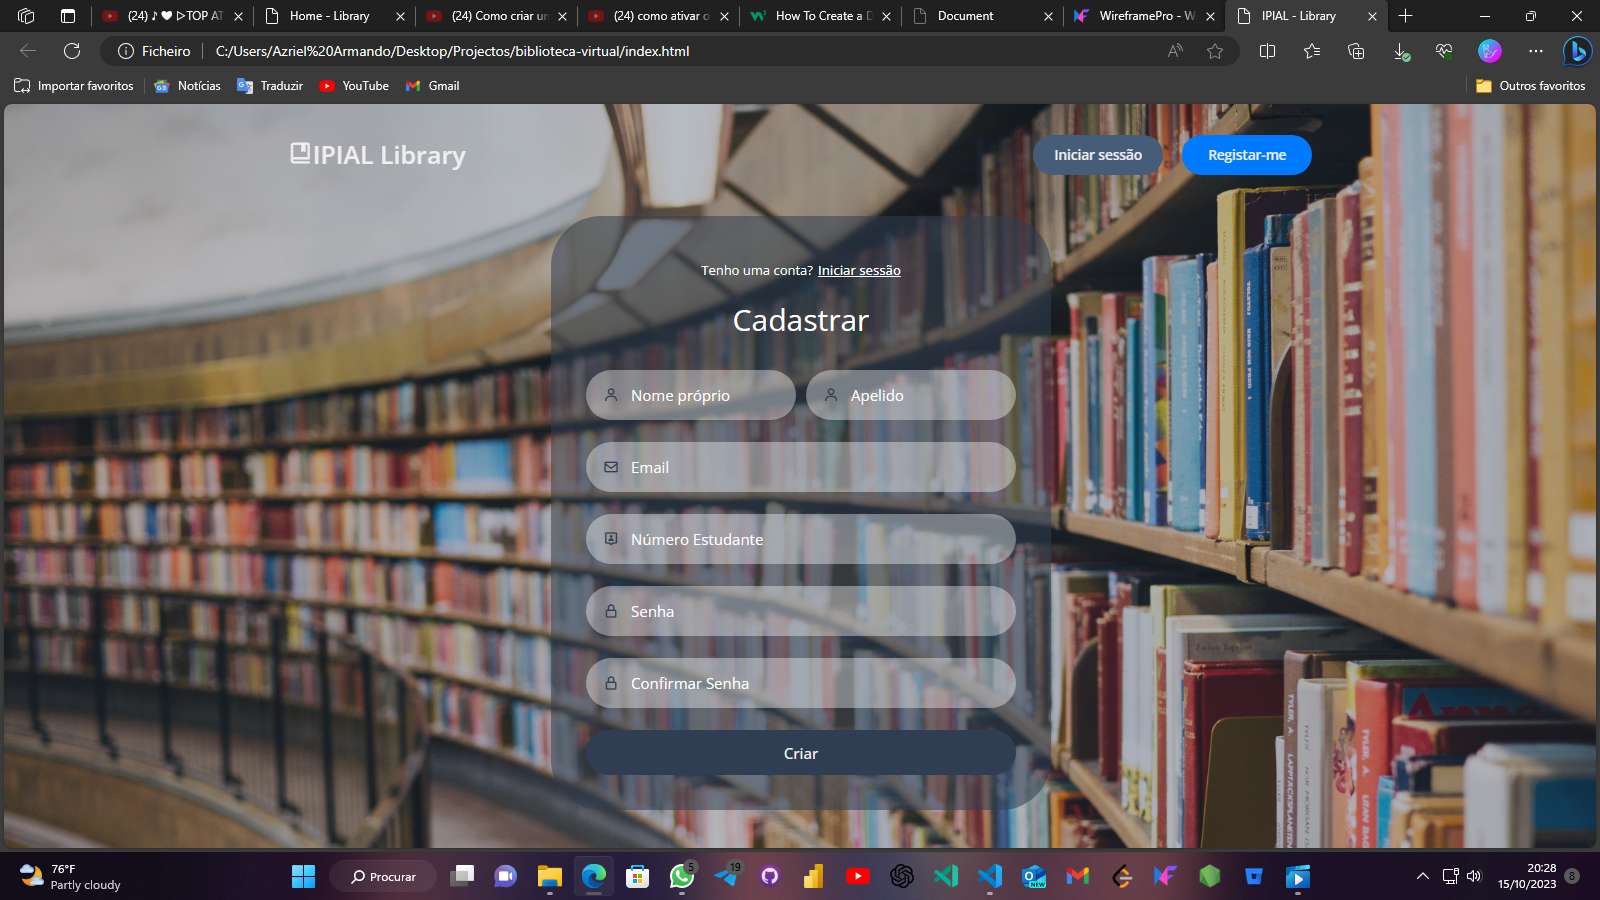 (24) ♪ ♥ ▷TOP AT
Home - Library
(24) Como criar un
(24) como ativar o
How To Create a D
Document
WireframePro - Wi
IPIAL - Library
Ficheiro
C:/Users/Azriel%20Armando/Desktop/Projectos/biblioteca-virtual/index.html
Importar favoritos
Notícias
Traduzir
YouTube
Gmail
Outros favoritos
IPIAL Library
Iniciar sessão
Registar-me
Tenho uma conta? Iniciar sessão
Cadastrar
Nome próprio
Apelido
Email
Número Estudante
Senha
Confirmar Senha
Criar
76°F
Partly cloudy
Procurar
5
19
NEW
20:28
15/10/2023
8